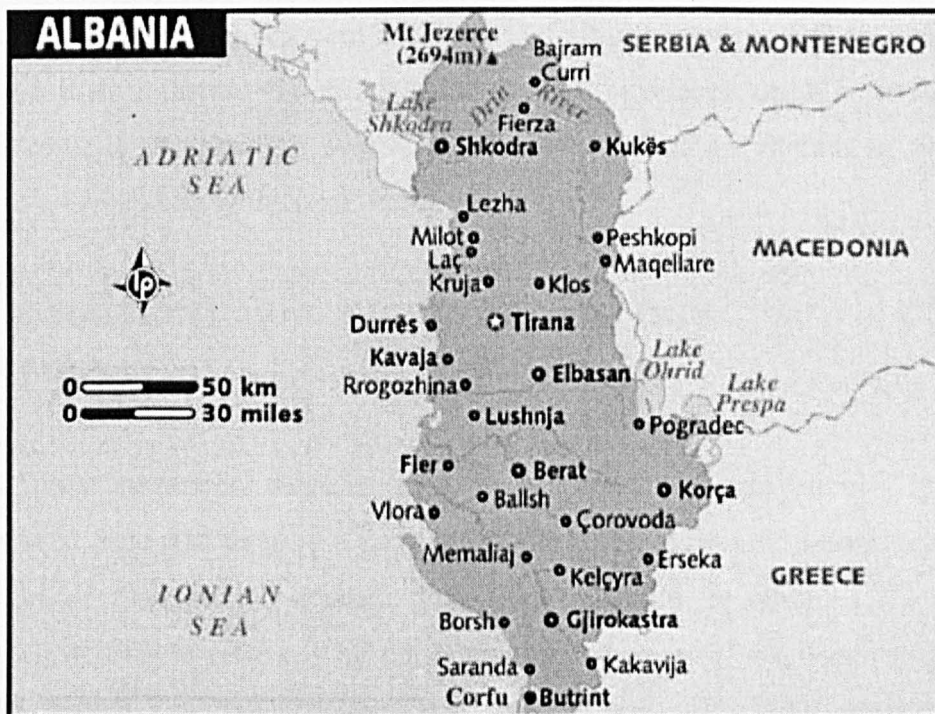 ALBANIA
Mt Jezerce
(2694m)
Bajram
Curri
SERBIA & MONTENEGRO
Lake
Shkodra
Drin River
Fierza
Shkodra
Kukës
ADRIATIC
SEA
Lezha
Milot
Peshkopi
Laç
Maqellare
MACEDONIA
Kruja
Klos
lp
Durrës
Tirana
Kavaja
Lake
Ohrid
0 50 km
Rrogozhina
Elbasan
Lake
Prespa
0 30 miles
Lushnja
Pogradec
Fier
Berat
Korça
Ballsh
Vlora
Çorovoda
Memaliaj
Erseka
Kelçyra
GREECE
IONIAN
SEA
Borsh
Gjirokastra
Saranda
Kakavija
Corfu
Butrint